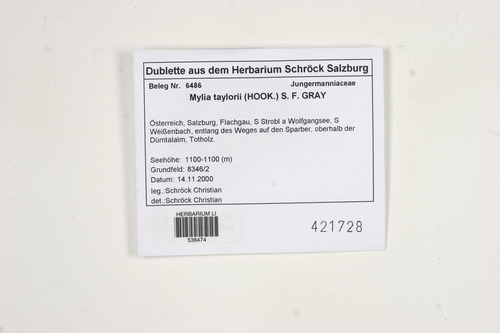 Dublette aus dem Herbarium Schröck Salzburg
Beleg Nr. 6486 Jungermanniaceae
Mylia taylorii (HOOK.) S. F. GRAY
Österreich, Salzburg, Flachgau, S Strobl a Wolfgangsee, S
Weißenbach, entlang des Weges auf den Sparber, oberhalb der
Dürntalalm, Totholz.
Seehöhe: 1100-1100 (m)
Grundfeld: 8346/2
Datum: 14.11.2000
leg.:Schröck Christian
det.:Schröck Christian
HERBARIUM LI
538474
421728